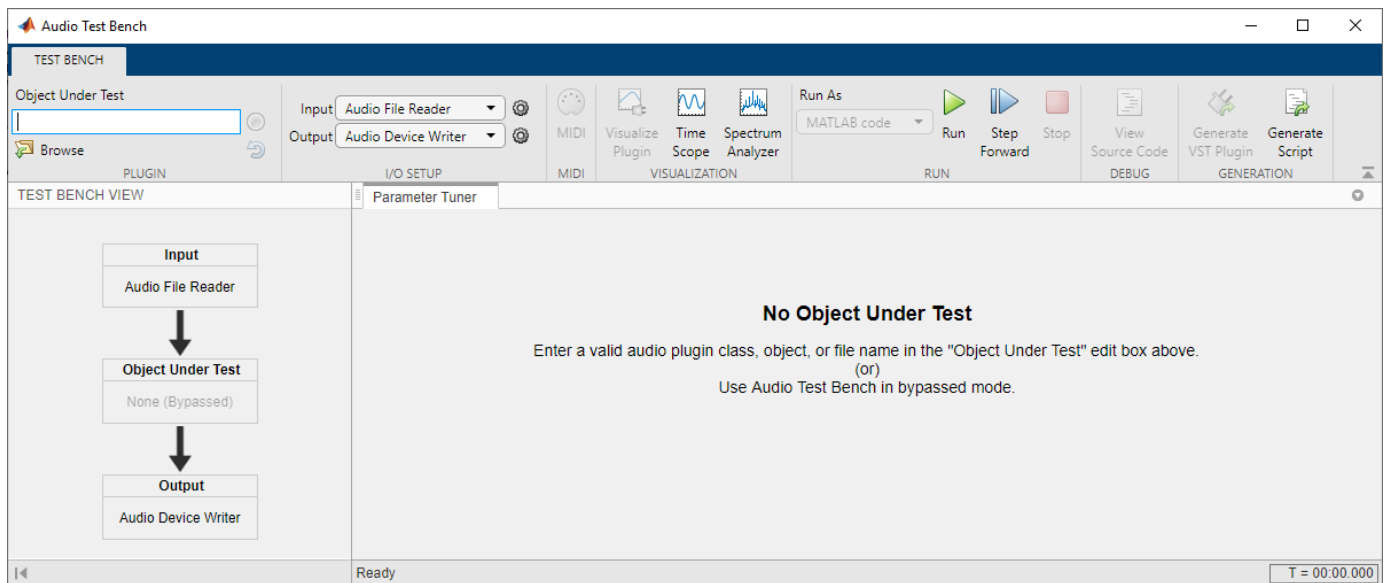 Audio Test Bench
TEST BENCH
Object Under Test
Browse
PLUGIN
Input Audio File Reader
Output Audio Device Writer
I/O SETUP
MIDI
MIDI
Visualize Plugin
Time Scope
Spectrum Analyzer
VISUALIZATION
Run As
MATLAB code
Run
Step Forward
Stop
RUN
View Source Code
DEBUG
Generate VST Plugin
Generate Script
GENERATION
TEST BENCH VIEW
Parameter Tuner
Input
Audio File Reader
Object Under Test
None (Bypassed)
Output
Audio Device Writer
No Object Under Test
Enter a valid audio plugin class, object, or file name in the "Object Under Test" edit box above.
(or)
Use Audio Test Bench in bypassed mode.
Ready
T = 00:00.000